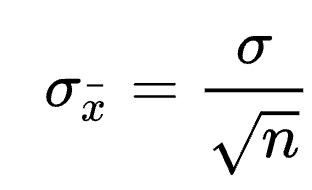 σ_x̄ = σ/√n